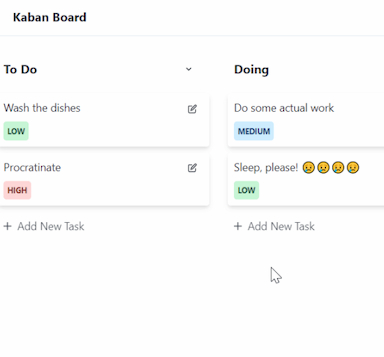 Kaban Board
To Do
Wash the dishes
LOW
Procratinate
HIGH
+ Add New Task
Doing
Do some actual work
MEDIUM
Sleep, please! 😢😢😢😢
LOW
+ Add New Task